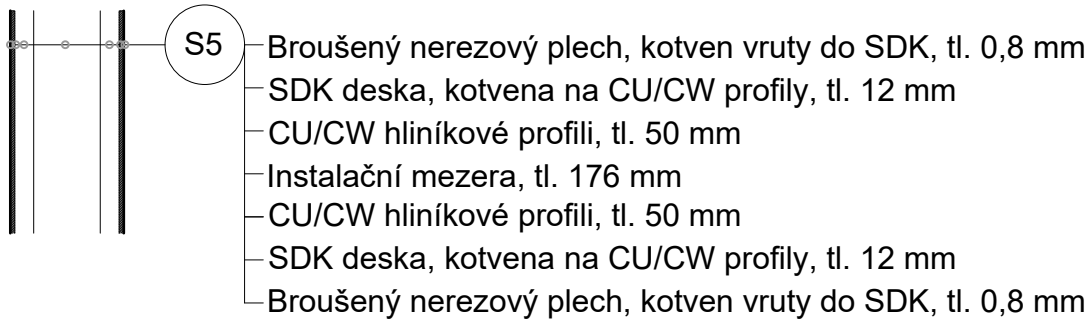 S5
Broušený nerezový plech, kotven vruty do SDK, tl. 0,8 mm
SDK deska, kotvena na CU/CW profily, tl. 12 mm
CU/CW hliníkové profili, tl. 50 mm
Instalační mezera, tl. 176 mm
CU/CW hliníkové profili, tl. 50 mm
SDK deska, kotvena na CU/CW profily, tl. 12 mm
Broušený nerezový plech, kotven vruty do SDK, tl. 0,8 mm